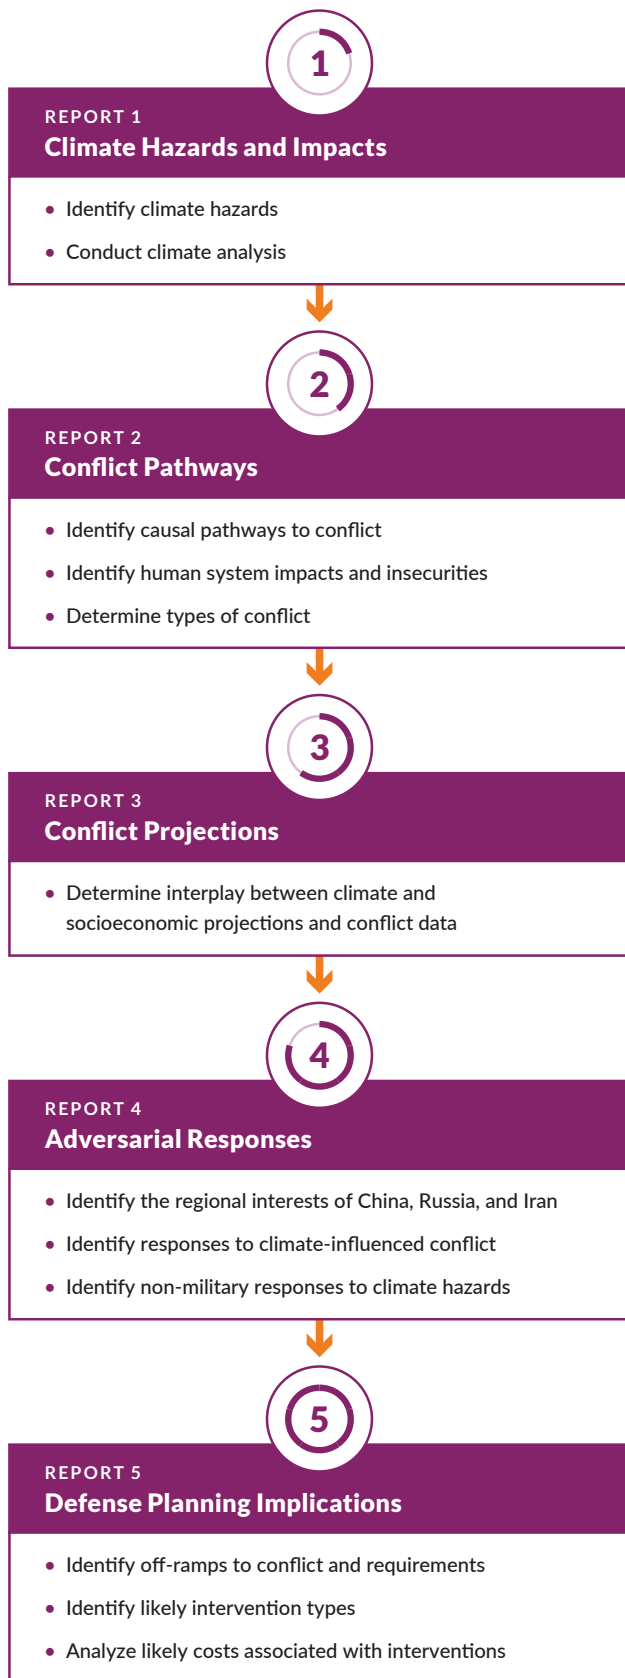 1
REPORT 1
Climate Hazards and Impacts
• Identify climate hazards
• Conduct climate analysis
2
REPORT 2
Conflict Pathways
• Identify causal pathways to conflict
• Identify human system impacts and insecurities
• Determine types of conflict
3
REPORT 3
Conflict Projections
• Determine interplay between climate and
socioeconomic projections and conflict data
4
REPORT 4
Adversarial Responses
• Identify the regional interests of China, Russia, and Iran
• Identify responses to climate-influenced conflict
• Identify non-military responses to climate hazards
5
REPORT 5
Defense Planning Implications
• Identify off-ramps to conflict and requirements
• Identify likely intervention types
• Analyze likely costs associated with interventions